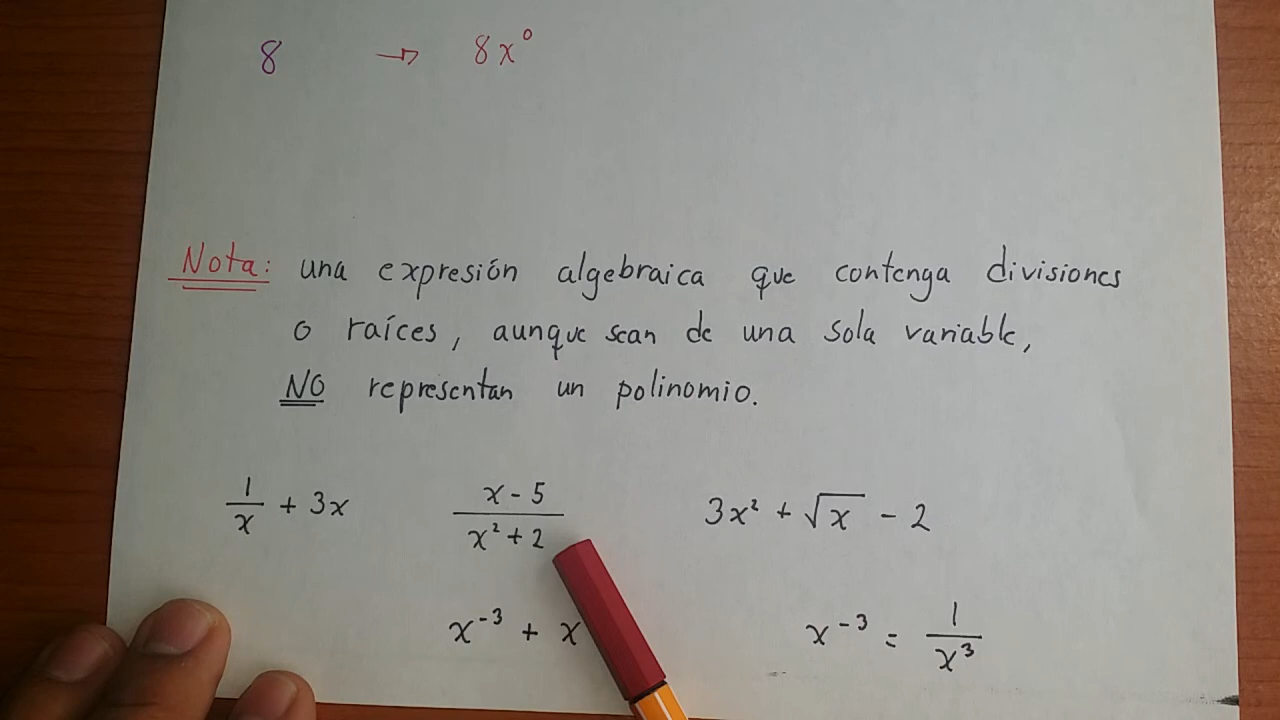 8 → 8x⁰
Nota: una expresión algebraica que contenga divisiones
o raíces, aunque sean de una sola variable,
NO representan un polinomio.
1/x + 3x (x - 5)/(x² + 2) 3x² + √x - 2
x⁻³ + x x⁻³ = 1/x³